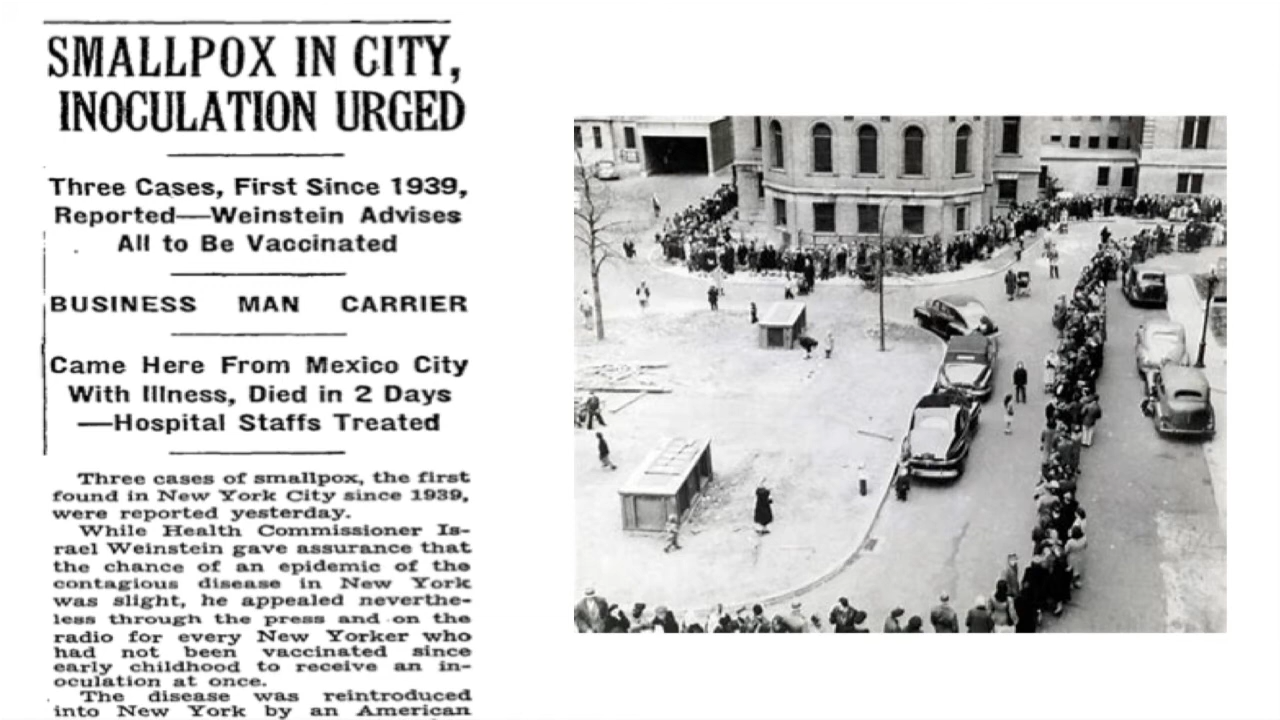 SMALLPOX IN CITY,
INOCULATION URGED
Three Cases, First Since 1939,
Reported—Weinstein Advises
All to Be Vaccinated
BUSINESS MAN CARRIER
Came Here From Mexico City
With Illness, Died in 2 Days
—Hospital Staffs Treated
Three cases of smallpox, the first
found in New York City since 1939,
were reported yesterday.
While Health Commissioner Is-
rael Weinstein gave assurance that
the chance of an epidemic of the
contagious disease in New York
was slight, he appealed neverthe-
less through the press and on the
radio for every New Yorker who
had not been vaccinated since
early childhood to receive an in-
oculation at once.
The disease was reintroduced
into New York by an American